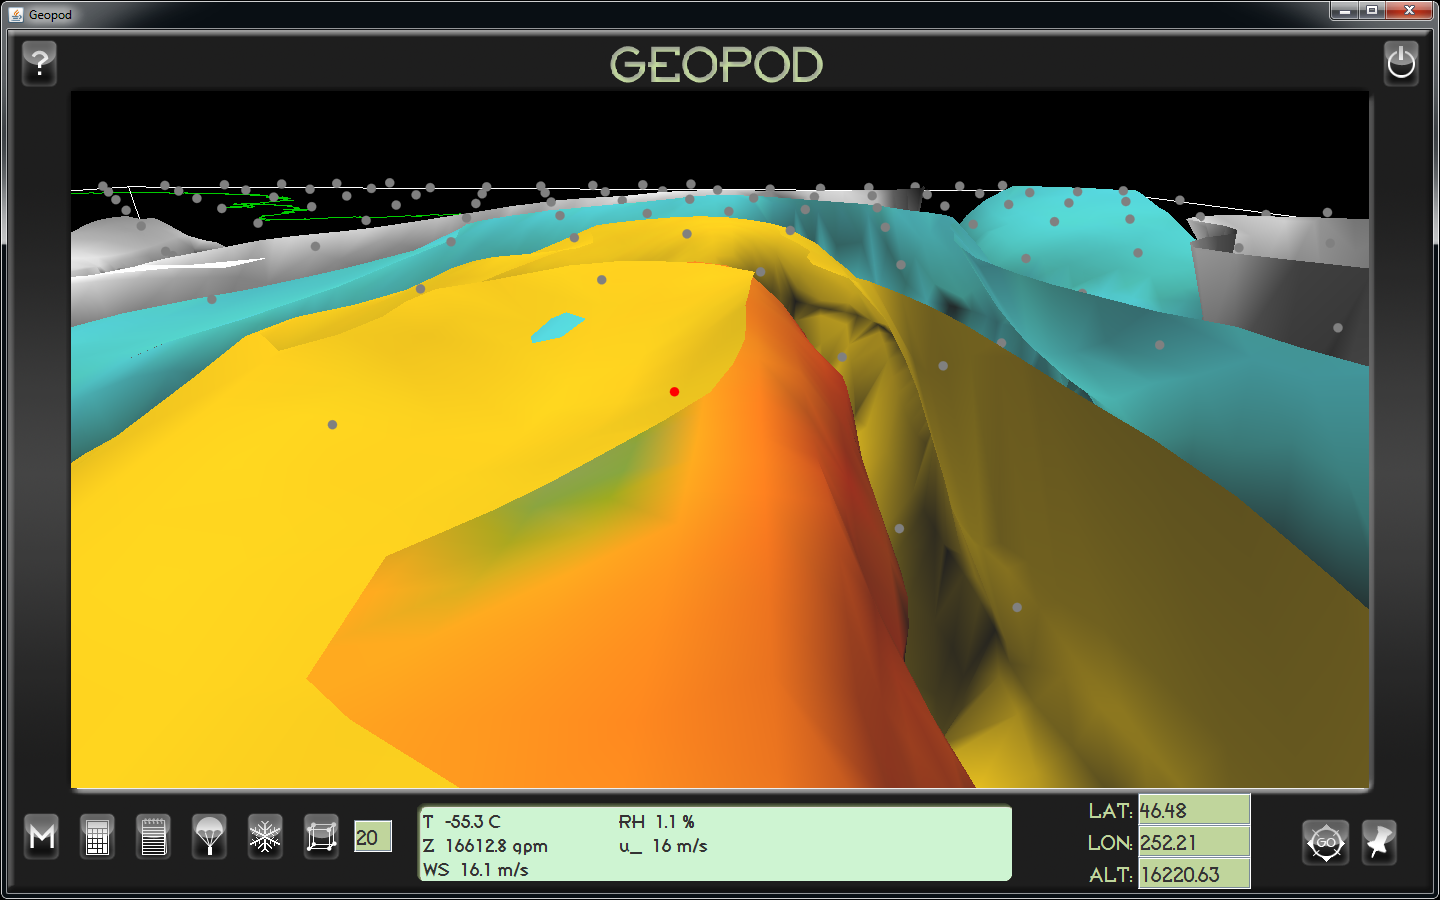 Geopod
?
GEOPOD
M
20
T -55.3 C
RH 1.1 %
Z 16612.8 gpm
u_ 16 m/s
WS 16.1 m/s
LAT: 46.48
LON: 252.21
ALT: 16220.63
GO